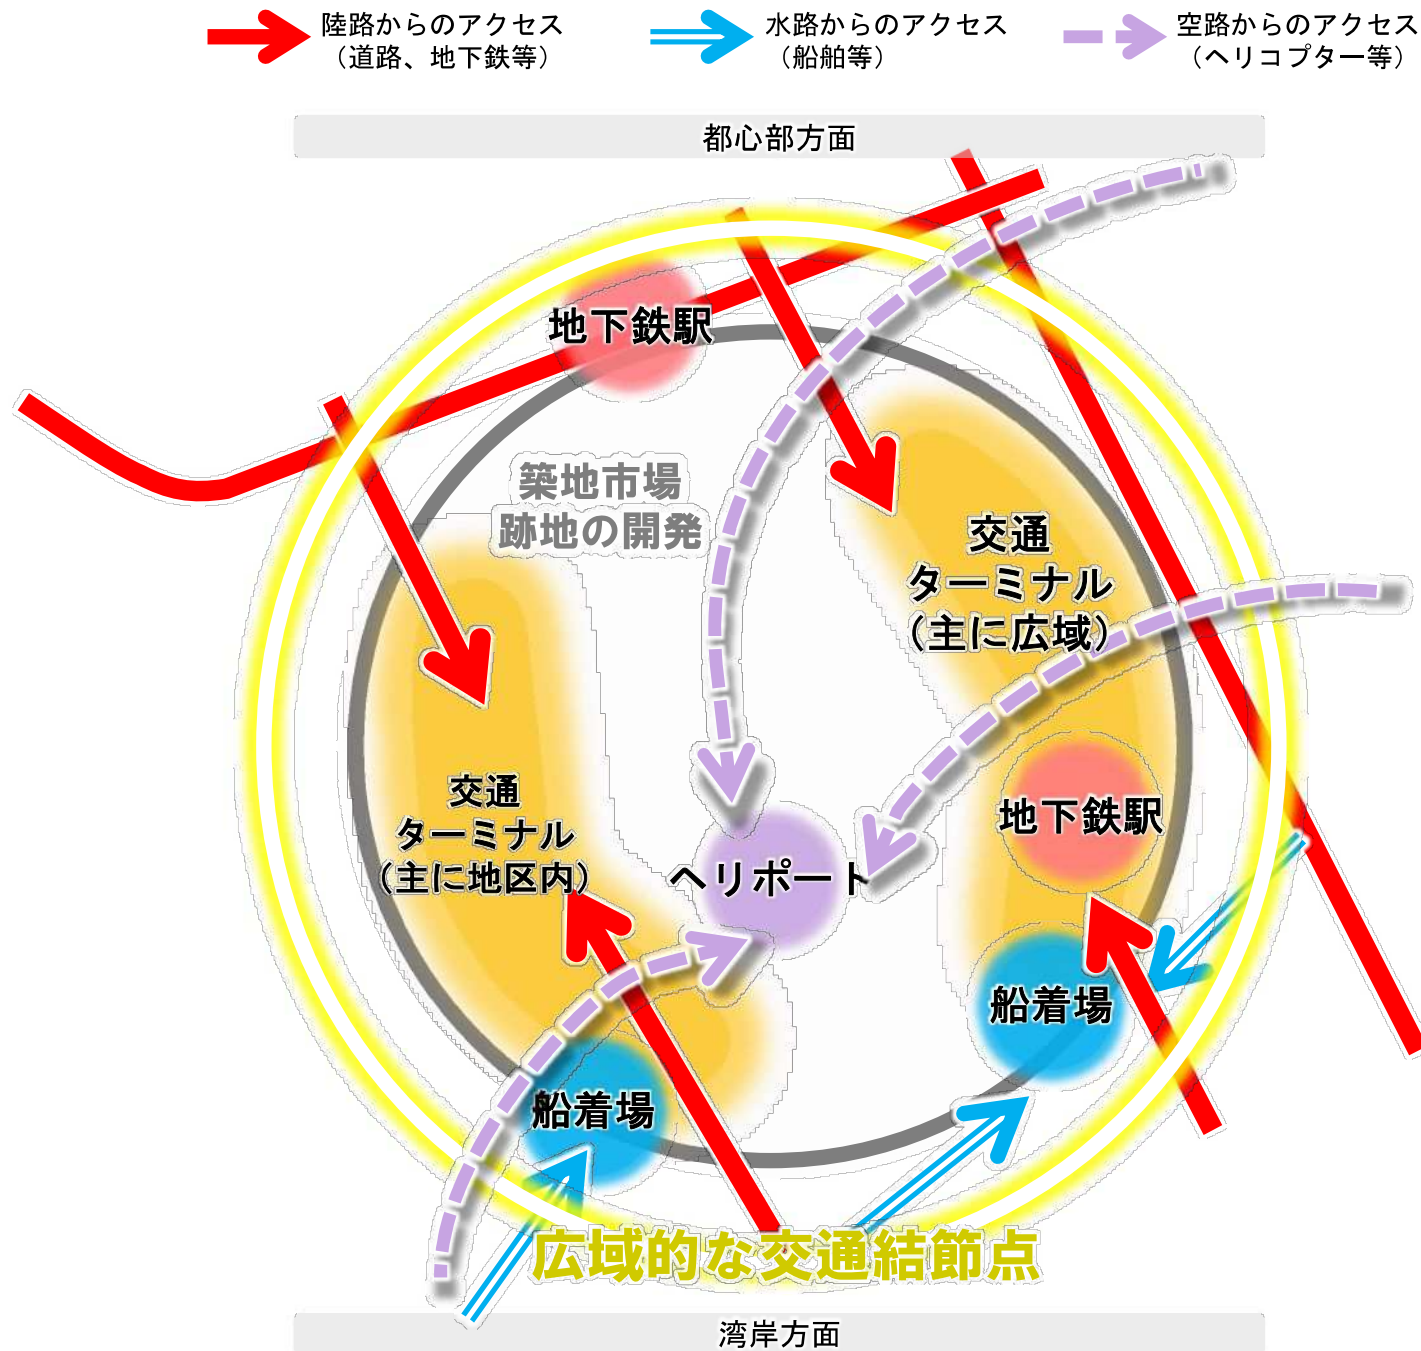 陸路からのアクセス
（道路、地下鉄等）
水路からのアクセス
（船舶等）
空路からのアクセス
（ヘリコプター等）
都心部方面
地下鉄駅
築地市場
跡地の開発
交通
ターミナル
（主に広域）
交通
ターミナル
（主に地区内）
地下鉄駅
ヘリポート
船着場
船着場
広域的な交通結節点
湾岸方面